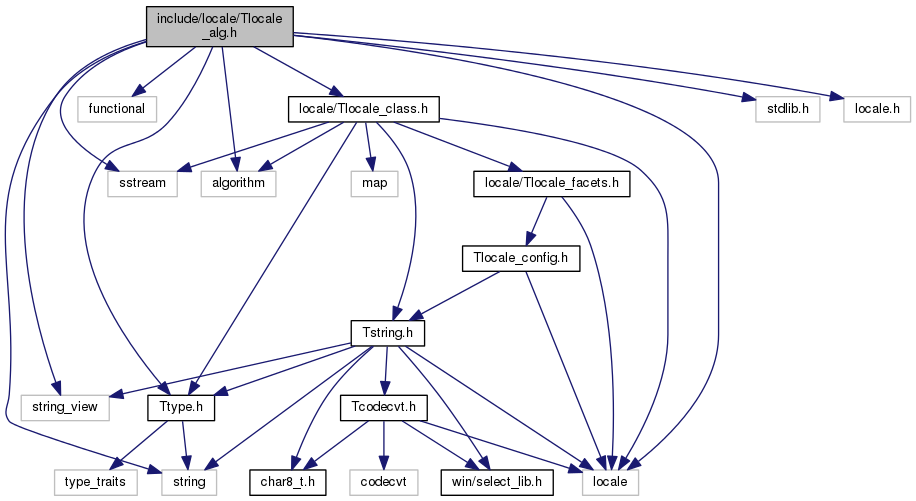 include/locale/Tlocale
_alg.h
functional
locale/Tlocale_class.h
stdlib.h
locale.h
sstream
algorithm
map
locale/Tlocale_facets.h
Tlocale_config.h
Tstring.h
string_view
Ttype.h
Tcodecvt.h
type_traits
string
char8_t.h
codecvt
win/select_lib.h
locale